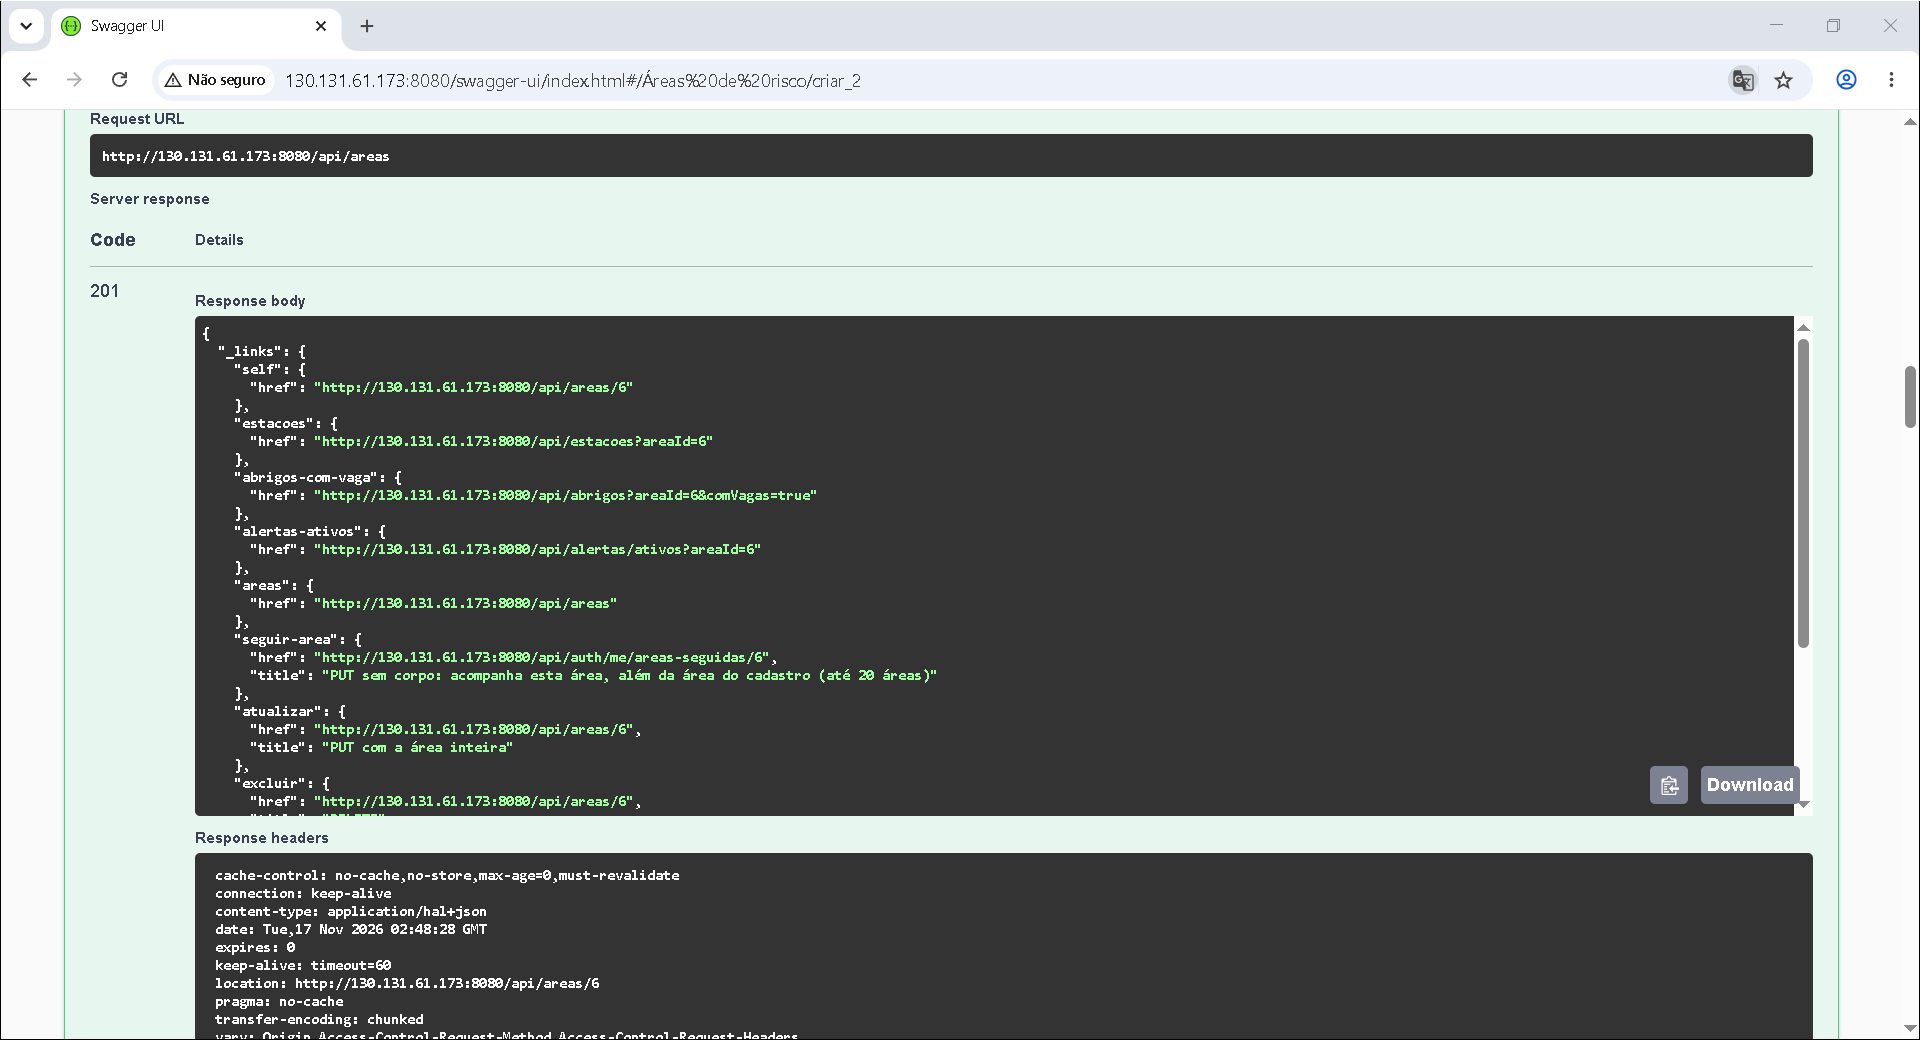 Swagger UI
Não seguro
130.131.61.173:8080/swagger-ui/index.html#/Áreas%20de%20risco/criar_2
Request URL
http://130.131.61.173:8080/api/areas
Server response
Code
Details
201
Response body
{
  "_links": {
    "self": {
      "href": "http://130.131.61.173:8080/api/areas/6"
    },
    "estacoes": {
      "href": "http://130.131.61.173:8080/api/estacoes?areaId=6"
    },
    "abrigos-com-vaga": {
      "href": "http://130.131.61.173:8080/api/abrigos?areaId=6&comVagas=true"
    },
    "alertas-ativos": {
      "href": "http://130.131.61.173:8080/api/alertas/ativos?areaId=6"
    },
    "areas": {
      "href": "http://130.131.61.173:8080/api/areas"
    },
    "seguir-area": {
      "href": "http://130.131.61.173:8080/api/auth/me/areas-seguidas/6",
      "title": "PUT sem corpo: acompanha esta área, além da área do cadastro (até 20 áreas)"
    },
    "atualizar": {
      "href": "http://130.131.61.173:8080/api/areas/6",
      "title": "PUT com a área inteira"
    },
    "excluir": {
      "href": "http://130.131.61.173:8080/api/areas/6",
Download
Response headers
cache-control: no-cache,no-store,max-age=0,must-revalidate
connection: keep-alive
content-type: application/hal+json
date: Tue,17 Nov 2026 02:48:28 GMT
expires: 0
keep-alive: timeout=60
location: http://130.131.61.173:8080/api/areas/6
pragma: no-cache
transfer-encoding: chunked
vary: Origin,Access-Control-Request-Method,Access-Control-Request-Headers